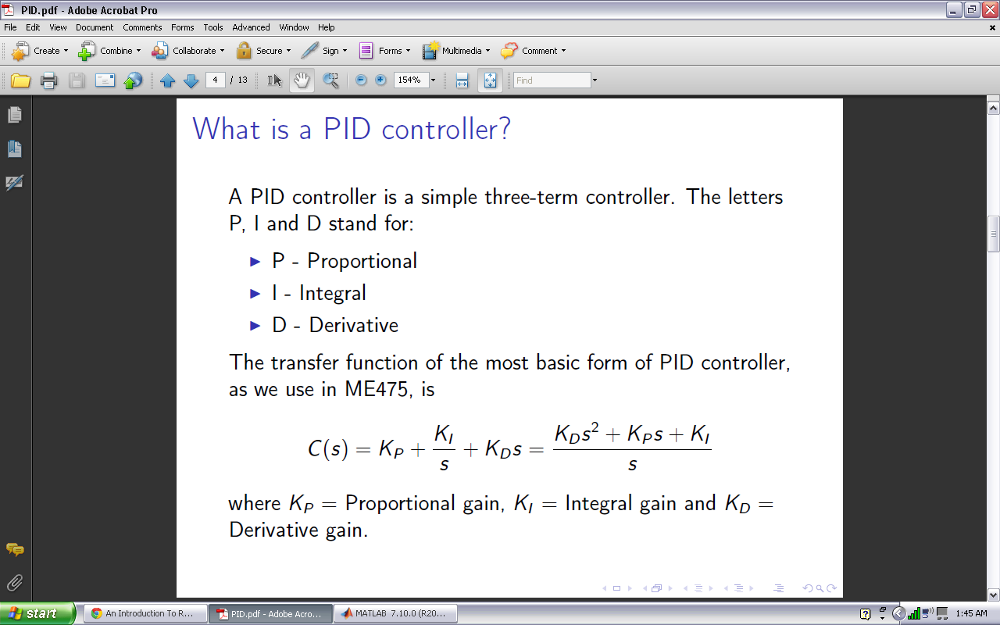 PID.pdf - Adobe Acrobat Pro
File Edit View Document Comments Forms Tools Advanced Window Help
Create Combine Collaborate Secure Sign Forms Multimedia Comment
4 / 13 154% Find
What is a PID controller?
A PID controller is a simple three-term controller. The letters
P, I and D stand for:
P - Proportional
I - Integral
D - Derivative
The transfer function of the most basic form of PID controller,
as we use in ME475, is
C(s) = K_P + K_I/s + K_D s = (K_D s² + K_P s + K_I)/s
where K_P = Proportional gain, K_I = Integral gain and K_D =
Derivative gain.
start An Introduction To R... PID.pdf - Adobe Acro... MATLAB 7.10.0 (R20... 1:45 AM